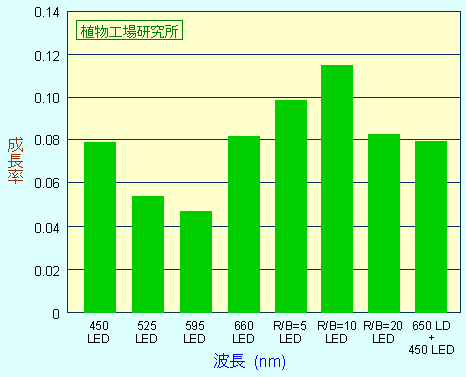 0.14
植物工場研究所
0.12
0.10
0.08
0.06
0.04
0.02
0
成長率
450 LED
525 LED
595 LED
660 LED
R/B=5 LED
R/B=10 LED
R/B=20 LED
650 LD + 450 LED
波長 (nm)